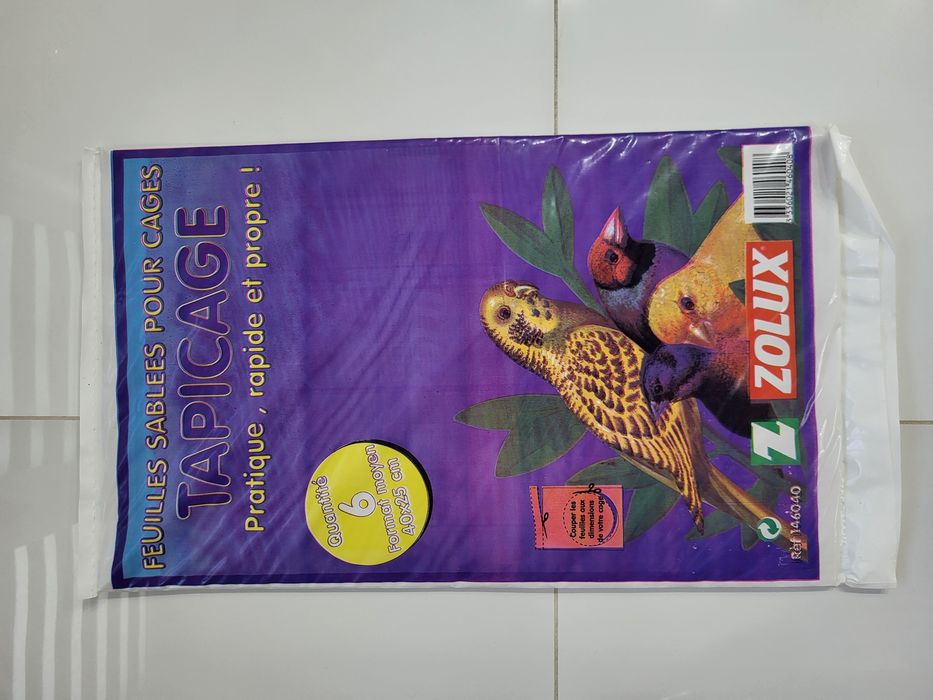 FEUILLES SABLEES POUR CAGES
TAPICAGE
Pratique, rapide et propre !
Quantité
6
Format moyen
40x25 cm
Couper les
feuilles aux
dimensions
de votre cage
Réf 146040
Z ZOLUX